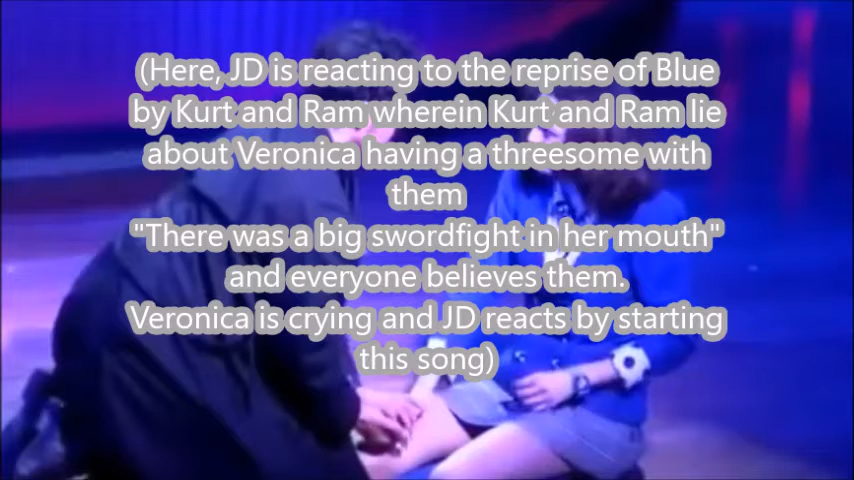 (Here, JD is reacting to the reprise of Blue
by Kurt and Ram wherein Kurt and Ram lie
about Veronica having a threesome with
them
"There was a big swordfight in her mouth"
and everyone believes them.
Veronica is crying and JD reacts by starting
this song)